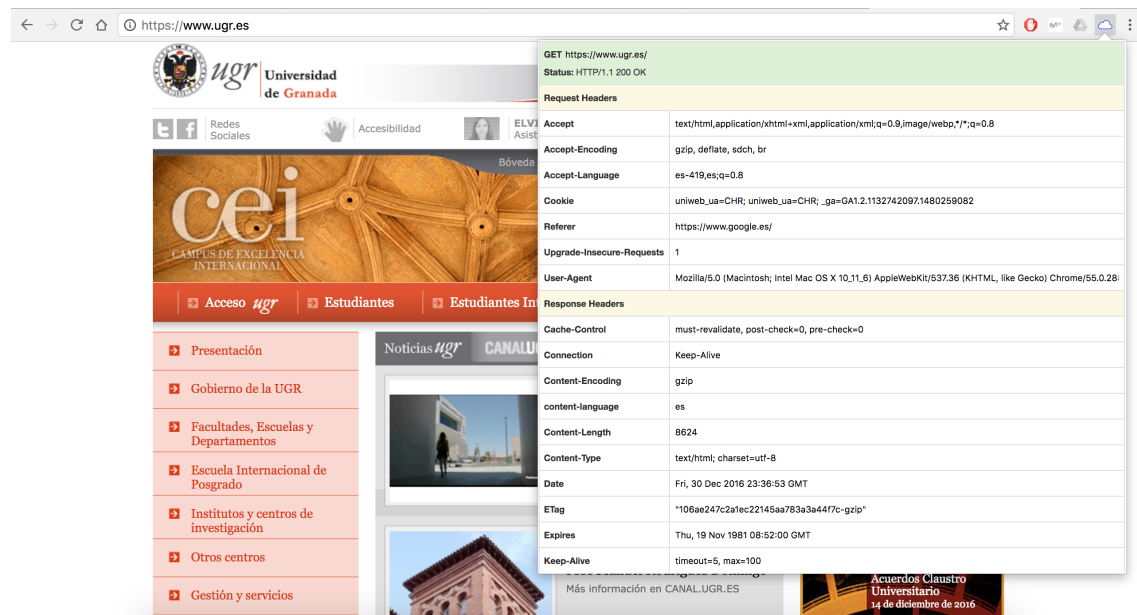 https://www.ugr.es
ugr Universidad
de Granada
Redes
Sociales
Accesibilidad
ELVI
Asist
Bóveda
cei
CAMPUS DE EXCELENCIA
INTERNACIONAL
Acceso ugr
Estudiantes
Estudiantes Int
Presentación
Gobierno de la UGR
Facultades, Escuelas y
Departamentos
Escuela Internacional de
Posgrado
Institutos y centros de
investigación
Otros centros
Gestión y servicios
Noticias ugr
CANALUG
Más información en CANAL.UGR.ES
Acuerdos Claustro
Universitario
14 de diciembre de 2016
GET https://www.ugr.es/
Status: HTTP/1.1 200 OK
Request Headers
Accept text/html,application/xhtml+xml,application/xml;q=0.9,image/webp,*/*;q=0.8
Accept-Encoding gzip, deflate, sdch, br
Accept-Language es-419,es;q=0.8
Cookie uniweb_ua=CHR; uniweb_ua=CHR; _ga=GA1.2.1132742097.1480259082
Referer https://www.google.es/
Upgrade-Insecure-Requests 1
User-Agent Mozilla/5.0 (Macintosh; Intel Mac OS X 10_11_6) AppleWebKit/537.36 (KHTML, like Gecko) Chrome/55.0.28
Response Headers
Cache-Control must-revalidate, post-check=0, pre-check=0
Connection Keep-Alive
Content-Encoding gzip
content-language es
Content-Length 8624
Content-Type text/html; charset=utf-8
Date Fri, 30 Dec 2016 23:36:53 GMT
ETag "106ae247c2a1ec22145aa783a3a44f7c-gzip"
Expires Thu, 19 Nov 1981 08:52:00 GMT
Keep-Alive timeout=5, max=100